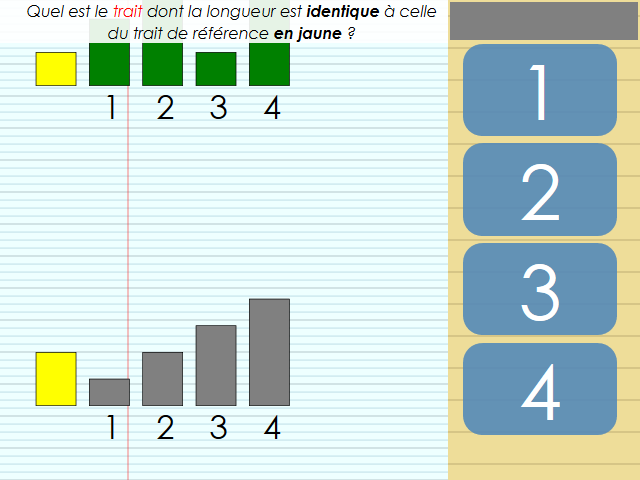 Quel est le trait dont la longueur est identique à celle
du trait de référence en jaune ?
1 2 3 4
1 2 3 4
1
2
3
4